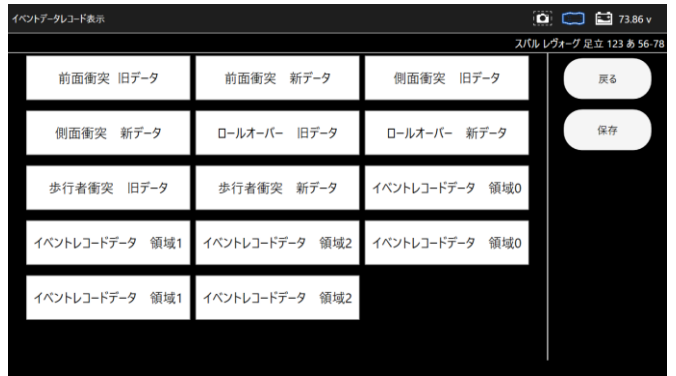 イベントデータレコード表示
73.86 v
スバル レヴォーグ 足立 123 あ 56-78
前面衝突 旧データ
前面衝突 新データ
側面衝突 旧データ
戻る
側面衝突 新データ
ロールオーバー 旧データ
ロールオーバー 新データ
保存
歩行者衝突 旧データ
歩行者衝突 新データ
イベントレコードデータ 領域0
イベントレコードデータ 領域1
イベントレコードデータ 領域2
イベントレコードデータ 領域0
イベントレコードデータ 領域1
イベントレコードデータ 領域2